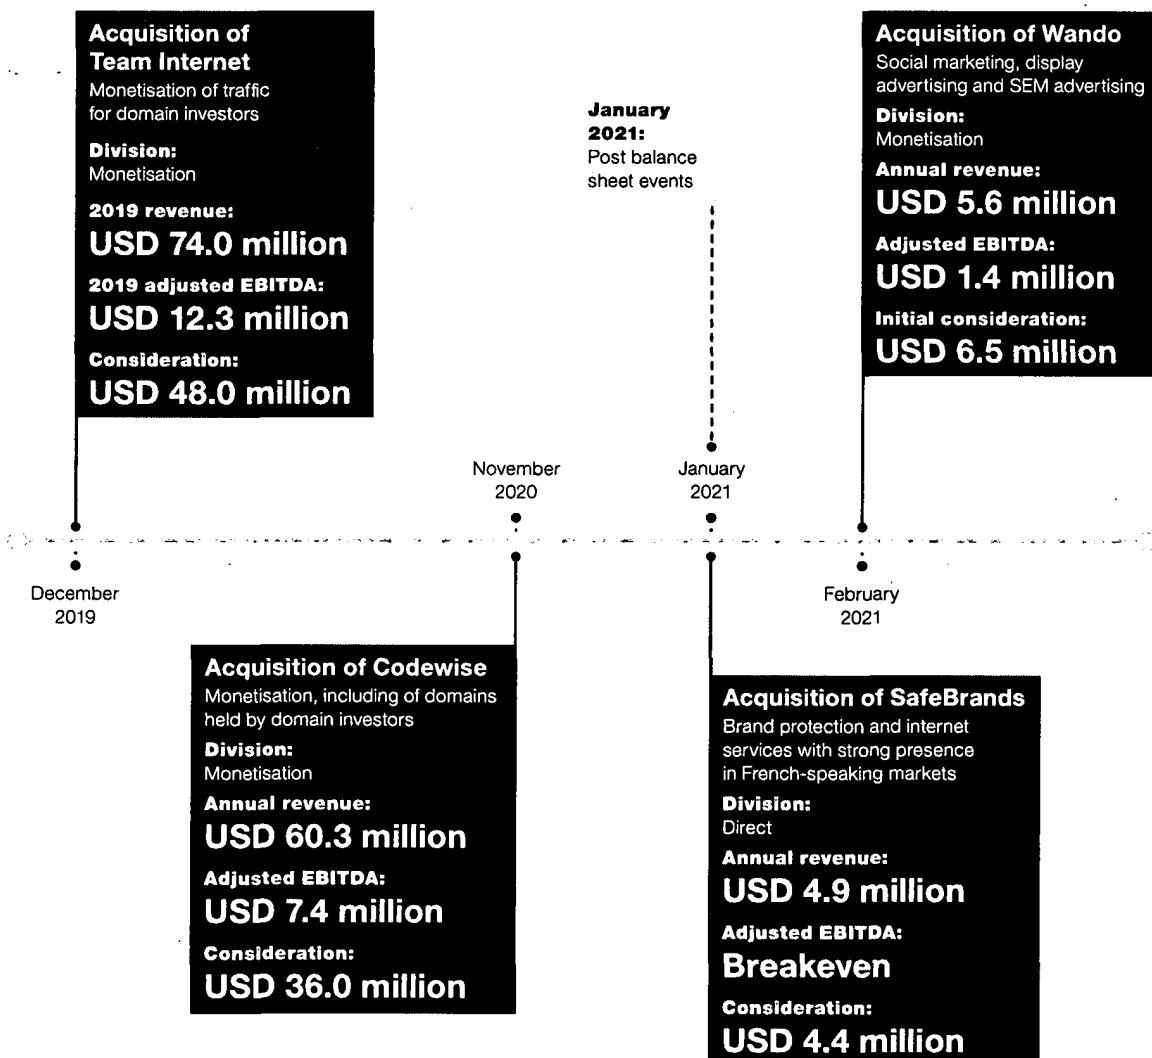 Acquisition of
Team Internet
Monetisation of traffic
for domain investors
Division:
Monetisation
2019 revenue:
USD 74.0 million
2019 adjusted EBITDA:
USD 12.3 million
Consideration:
USD 48.0 million
January
2021:
Post balance
sheet events
Acquisition of Wando
Social marketing, display
advertising and SEM advertising
Division:
Monetisation
Annual revenue:
USD 5.6 million
Adjusted EBITDA:
USD 1.4 million
Initial consideration:
USD 6.5 million
November
2020
January
2021
December
2019
February
2021
Acquisition of Codewise
Monetisation, including of domains
held by domain investors
Division:
Monetisation
Annual revenue:
USD 60.3 million
Adjusted EBITDA:
USD 7.4 million
Consideration:
USD 36.0 million
Acquisition of SafeBrands
Brand protection and internet
services with strong presence
in French-speaking markets
Division:
Direct
Annual revenue:
USD 4.9 million
Adjusted EBITDA:
Breakeven
Consideration:
USD 4.4 million